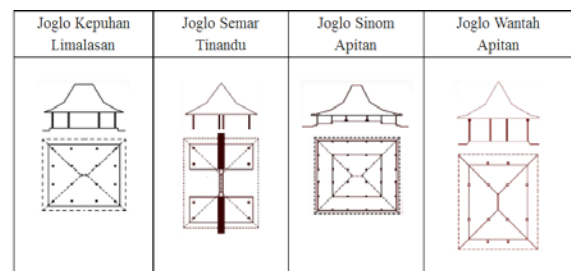 Joglo Kepuhan
Limalasan
Joglo Semar
Tinandu
Joglo Sinom
Apitan
Joglo Wantah
Apitan